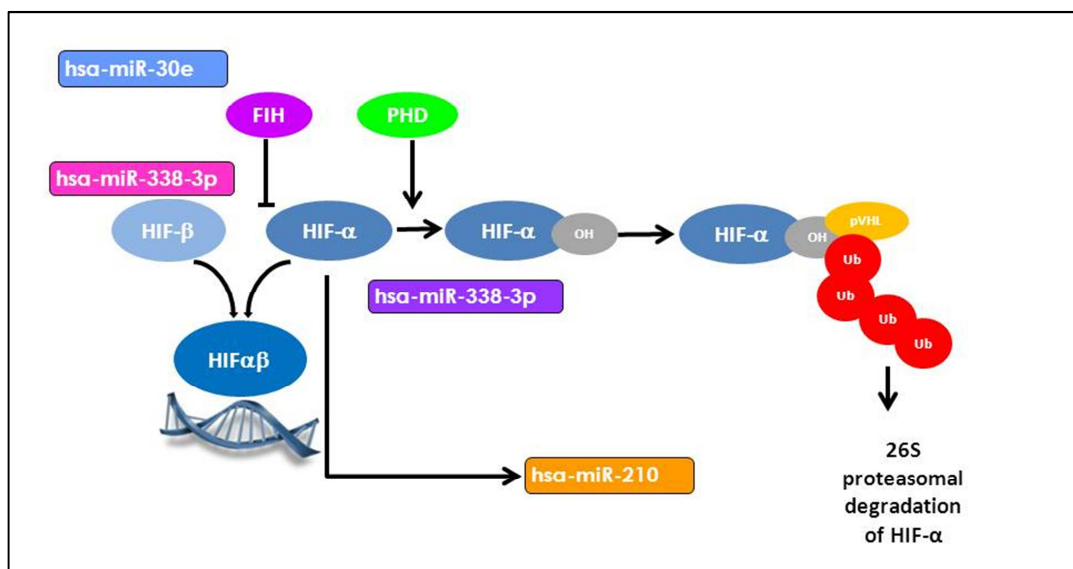 hsa-miR-30e
FIH
PHD
hsa-miR-338-3p
HIF-β
HIF-α
HIF-α
OH
HIF-α
OH
pVHL
Ub
Ub
Ub
Ub
hsa-miR-338-3p
HIFαβ
hsa-miR-210
26S
proteasomal
degradation
of HIF-α